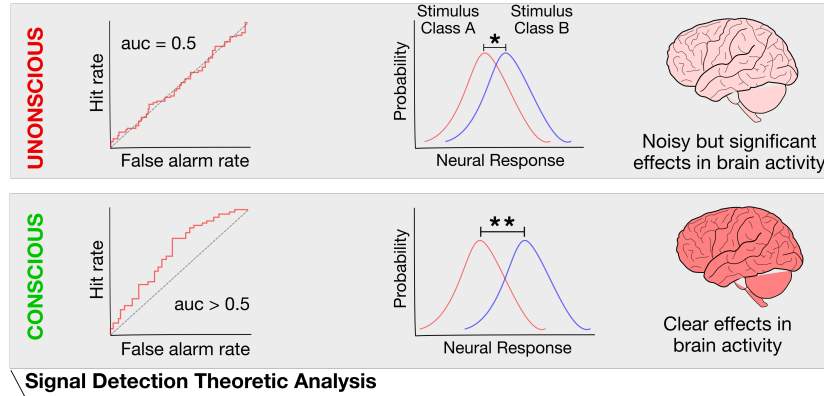 UNONSCIOUS
auc = 0.5
Hit rate
False alarm rate
Stimulus
Class A
Stimulus
Class B
*
Probability
Neural Response
Noisy but significant
effects in brain activity
CONSCIOUS
Hit rate
auc > 0.5
False alarm rate
**
Probability
Neural Response
Clear effects in
brain activity
Signal Detection Theoretic Analysis